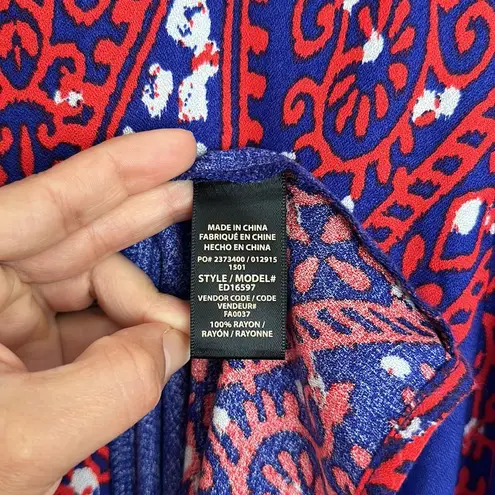 MADE IN CHINA
FABRIQUÉ EN CHINE
HECHO EN CHINA
PO# 2373400 / 012915
1501
STYLE / MODEL#
ED16597
VENDOR CODE / CODE
VENDEUR#
FA0037
100% RAYON /
RAYÓN / RAYONNE